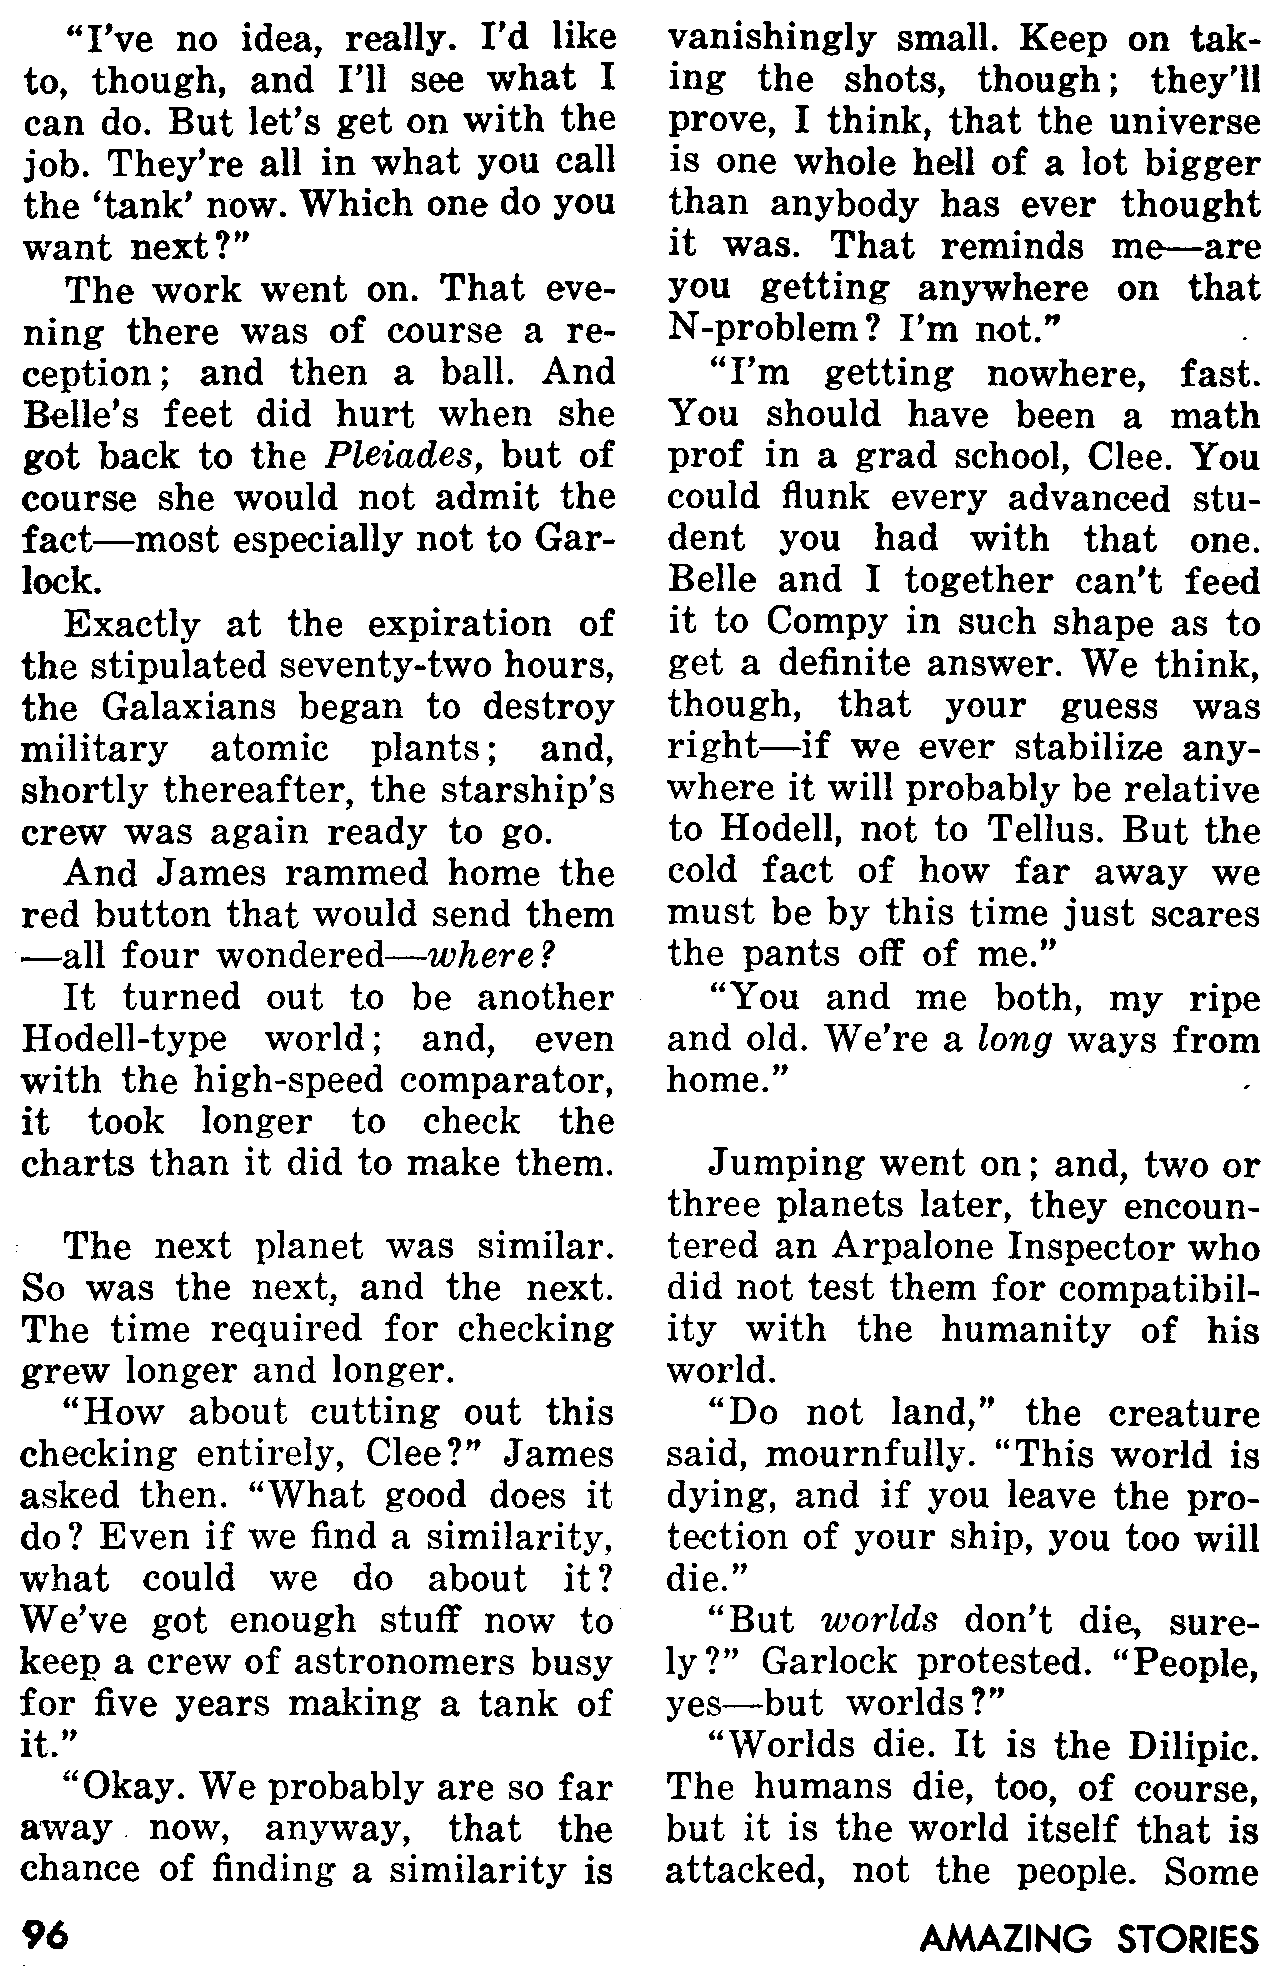 “I've no idea, really. I'd like
to, though, and I'll see what I
can do. But let's get on with the
job. They're all in what you call
the ‘tank’ now. Which one do you
want next?”
The work went on. That eve-
ning there was of course a re-
ception; and then a ball. And
Belle's feet did hurt when she
got back to the Pleiades, but of
course she would not admit the
fact—most especially not to Gar-
lock.
Exactly at the expiration of
the stipulated seventy-two hours,
the Galaxians began to destroy
military atomic plants; and,
shortly thereafter, the starship's
crew was again ready to go.
And James rammed home the
red button that would send them
—all four wondered—where?
It turned out to be another
Hodell-type world; and, even
with the high-speed comparator,
it took longer to check the
charts than it did to make them.
The next planet was similar.
So was the next, and the next.
The time required for checking
grew longer and longer.
“How about cutting out this
checking entirely, Clee?” James
asked then. “What good does it
do? Even if we find a similarity,
what could we do about it?
We've got enough stuff now to
keep a crew of astronomers busy
for five years making a tank of
it.”
“Okay. We probably are so far
away now, anyway, that the
chance of finding a similarity is
vanishingly small. Keep on tak-
ing the shots, though; they'll
prove, I think, that the universe
is one whole hell of a lot bigger
than anybody has ever thought
it was. That reminds me—are
you getting anywhere on that
N-problem? I'm not.”
“I'm getting nowhere, fast.
You should have been a math
prof in a grad school, Clee. You
could flunk every advanced stu-
dent you had with that one.
Belle and I together can't feed
it to Compy in such shape as to
get a definite answer. We think,
though, that your guess was
right—if we ever stabilize any-
where it will probably be relative
to Hodell, not to Tellus. But the
cold fact of how far away we
must be by this time just scares
the pants off of me.”
“You and me both, my ripe
and old. We're a long ways from
home.”
Jumping went on; and, two or
three planets later, they encoun-
tered an Arpalone Inspector who
did not test them for compatibil-
ity with the humanity of his
world.
“Do not land,” the creature
said, mournfully. “This world is
dying, and if you leave the pro-
tection of your ship, you too will
die.”
“But worlds don't die, sure-
ly?” Garlock protested. “People,
yes—but worlds?”
“Worlds die. It is the Dilipic.
The humans die, too, of course,
but it is the world itself that is
attacked, not the people. Some
96
AMAZING STORIES